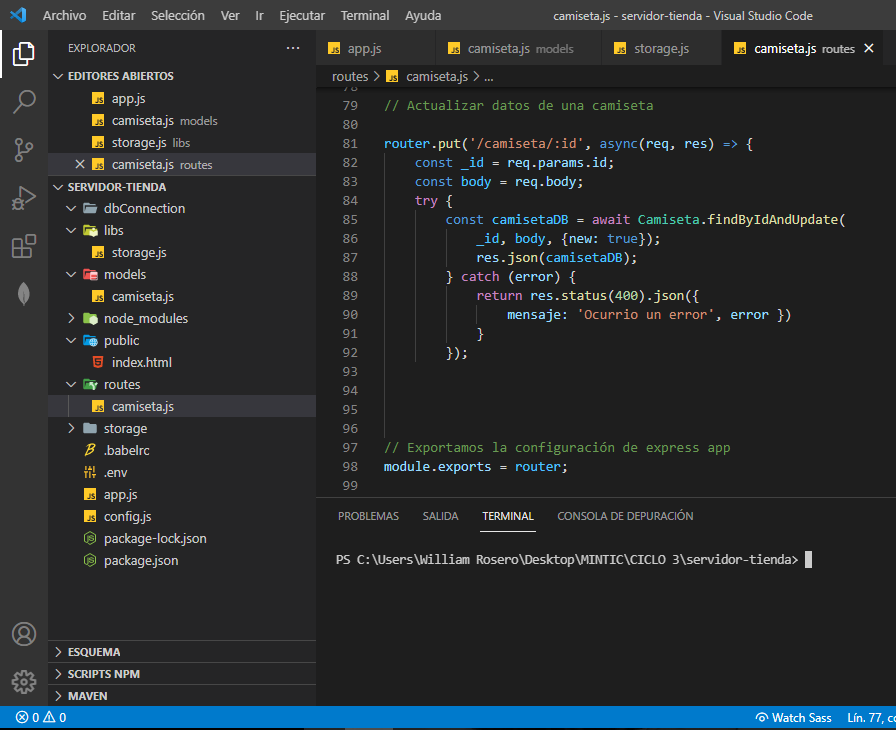 Archivo Editar Selección Ver Ir Ejecutar Terminal Ayuda camiseta.js - servidor-tienda - Visual Studio Code
EXPLORADOR
EDITORES ABIERTOS
app.js
camiseta.js models
storage.js libs
camiseta.js routes
SERVIDOR-TIENDA
dbConnection
libs
storage.js
models
camiseta.js
node_modules
public
index.html
routes
camiseta.js
storage
.babelrc
.env
app.js
config.js
package-lock.json
package.json
ESQUEMA
SCRIPTS NPM
MAVEN
app.js camiseta.js models storage.js camiseta.js routes
routes > camiseta.js > ...
78
79 // Actualizar datos de una camiseta
80
81 router.put('/camiseta/:id', async(req, res) => {
82 const _id = req.params.id;
83 const body = req.body;
84 try {
85 const camisetaDB = await Camiseta.findByIdAndUpdate(
86 _id, body, {new: true});
87 res.json(camisetaDB);
88 } catch (error) {
89 return res.status(400).json({
90 mensaje: 'Ocurrio un error', error })
91 }
92 });
93
94
95
96
97 // Exportamos la configuración de express app
98 module.exports = router;
99
PROBLEMAS SALIDA TERMINAL CONSOLA DE DEPURACIÓN
PS C:\Users\William Rosero\Desktop\MINTIC\CICLO 3\servidor-tienda>
0 0 Watch Sass Lín. 77, co